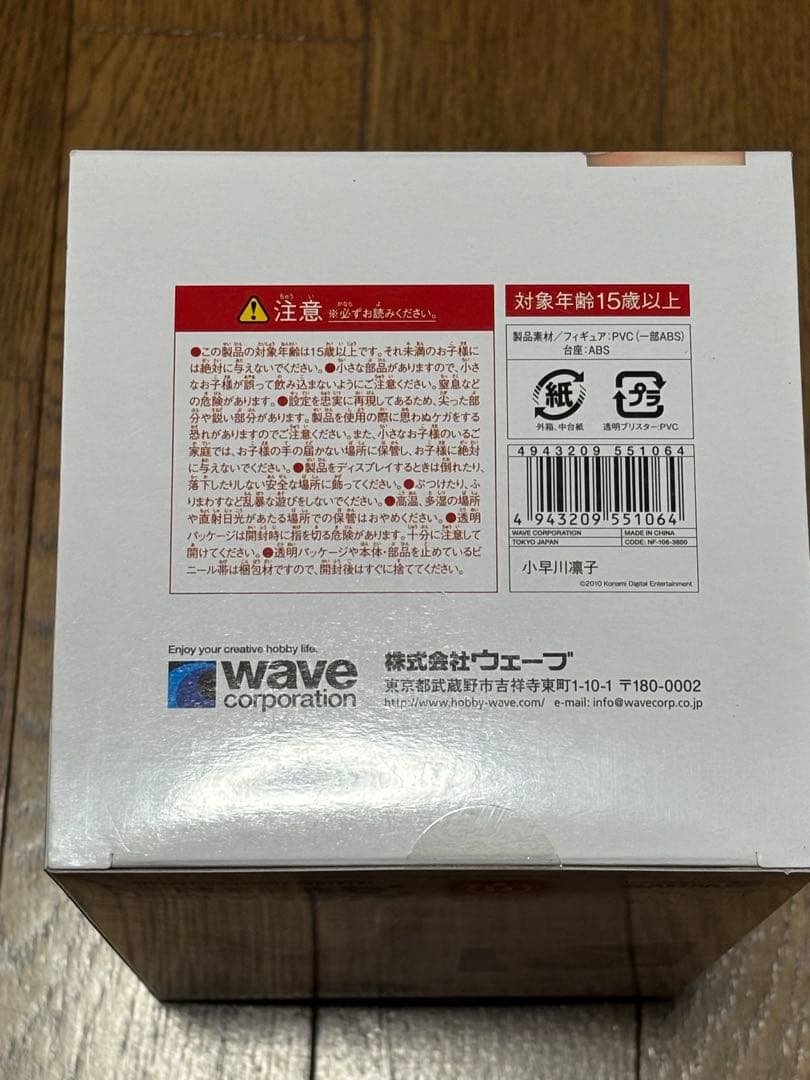 注意 ※必ずお読みください。
●この製品の対象年齢は15歳以上です。それ未満のお子様に
は絶対に与えないでください。●小さな部品がありますので、小さ
なお子様が誤って飲み込まないようにご注意ください。窒息など
の危険があります。●設定を忠実に再現してあるため、尖った部
分や鋭い部分があります。製品を使用の際に思わぬケガをする
恐れがありますのでご注意ください。また、小さなお子様のいるご
家庭では、お子様の手の届かない場所に保管し、お子様に絶対
に与えないでください。●製品をディスプレイするときは倒れたり、
落下したりしない安全な場所に飾ってください。●ぶつけたり、ふ
りまわすなど乱暴な遊びをしないでください。●高温、多湿の場所
や直射日光があたる場所での保管はおやめください。●透明
パッケージは開封時に指を切る危険があります。十分に注意して
開けてください。●透明パッケージや本体・部品を止めているビ
ニール帯は梱包材ですので、開封後はすぐに捨ててください。
対象年齢15歳以上
製品素材/フィギュア:PVC(一部ABS)
台座:ABS
紙 プラ
外箱、中台紙 透明ブリスター:PVC
4943209551064
4 943209 551064
WAVE CORPORATION MADE IN CHINA
TOKYO JAPAN CODE: NF-106-3800
小早川凛子
©2010 Konami Digital Entertainment
Enjoy your creative hobby life.
wave
corporation
株式会社ウェーブ
東京都武蔵野市吉祥寺東町1-10-1 〒180-0002
http://www.hobby-wave.com/ e-mail: info@wavecorp.co.jp